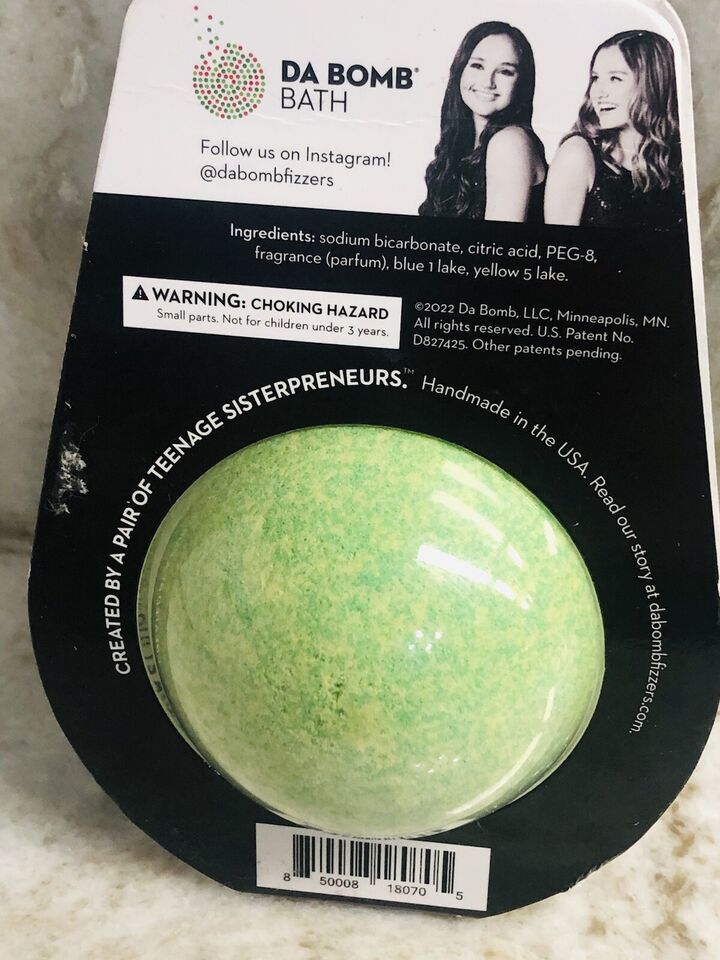 DA BOMB®
BATH
Follow us on Instagram!
@dabombfizzers
Ingredients: sodium bicarbonate, citric acid, PEG-8,
fragrance (parfum), blue 1 lake, yellow 5 lake.
WARNING: CHOKING HAZARD
Small parts. Not for children under 3 years.
©2022 Da Bomb, LLC, Minneapolis, MN.
All rights reserved. U.S. Patent No.
D827425. Other patents pending.
CREATED BY A PAIR OF TEENAGE SISTERPRENEURS.™ Handmade in the USA. Read our story at dabombfizzers.com.
8 50008 18070 5